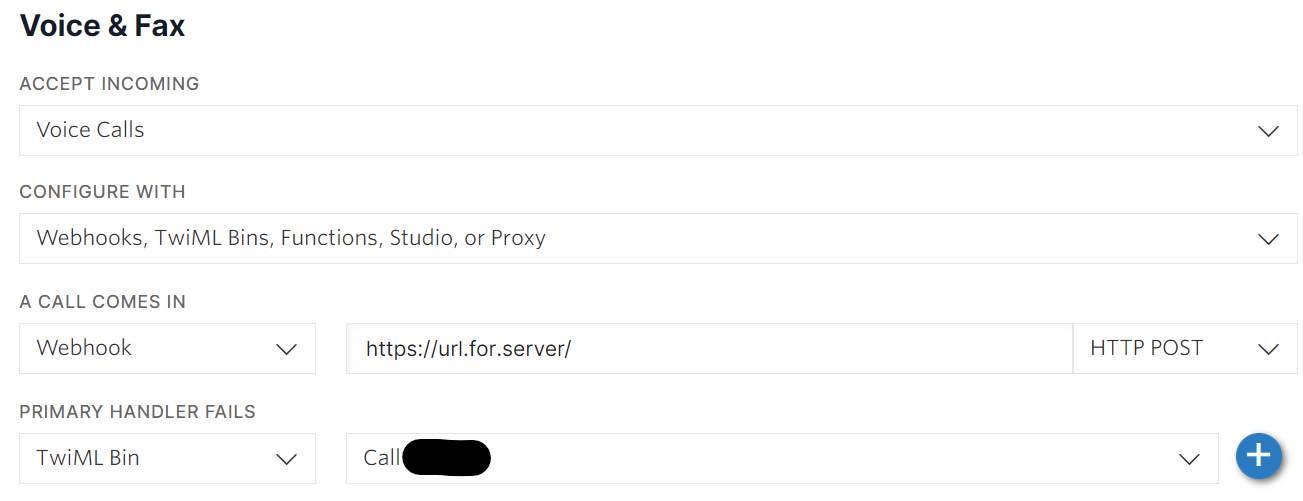 Voice & Fax
ACCEPT INCOMING
Voice Calls
CONFIGURE WITH
Webhooks, TwiML Bins, Functions, Studio, or Proxy
A CALL COMES IN
Webhook https://url.for.server/ HTTP POST
PRIMARY HANDLER FAILS
TwiML Bin Call